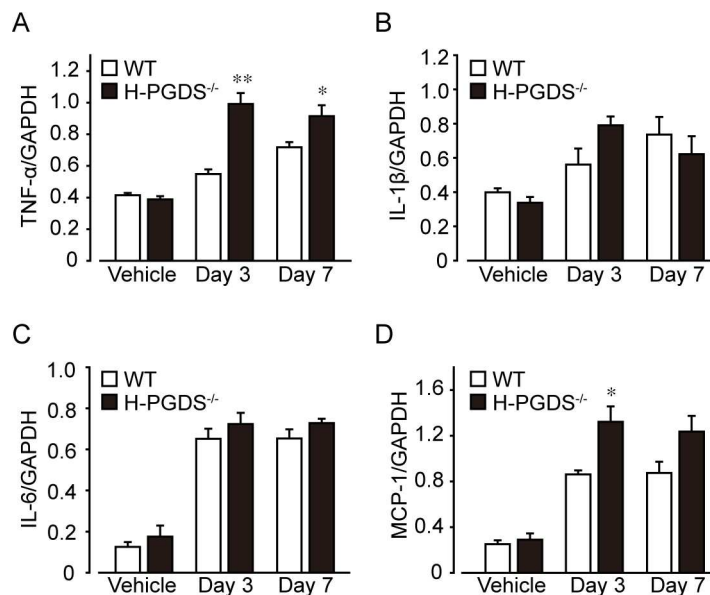 A
WT
H-PGDS-/-
** *
TNF-α/GAPDH
1.2
1.0
0.8
0.6
0.4
0.2
0
Vehicle Day 3 Day 7
B
WT
H-PGDS-/-
IL-1β/GAPDH
1.2
1.0
0.8
0.6
0.4
0.2
0
Vehicle Day 3 Day 7
C
WT
H-PGDS-/-
IL-6/GAPDH
1.0
0.8
0.6
0.4
0.2
0
Vehicle Day 3 Day 7
D
WT
H-PGDS-/-
*
MCP-1/GAPDH
1.6
1.2
0.8
0.4
0
Vehicle Day 3 Day 7